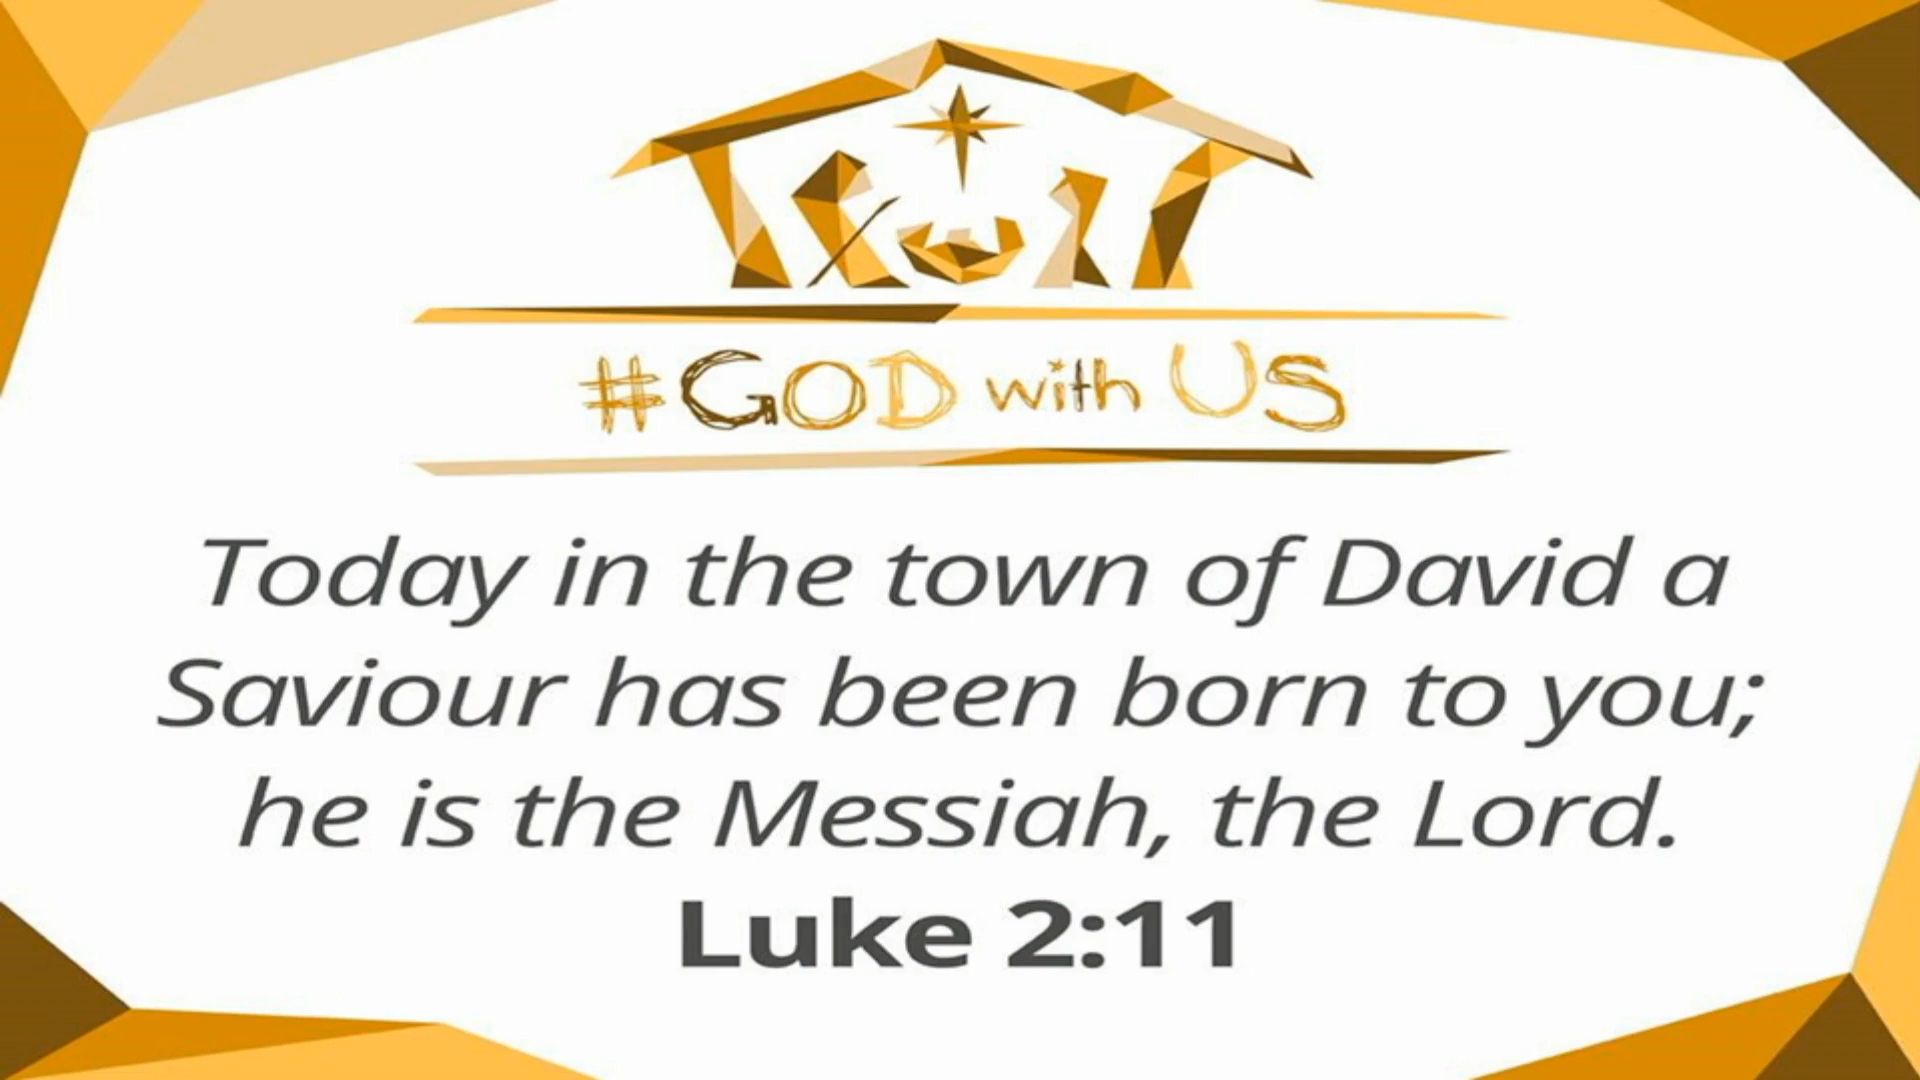 #GOD with US
Today in the town of David a
Saviour has been born to you;
he is the Messiah, the Lord.
Luke 2:11